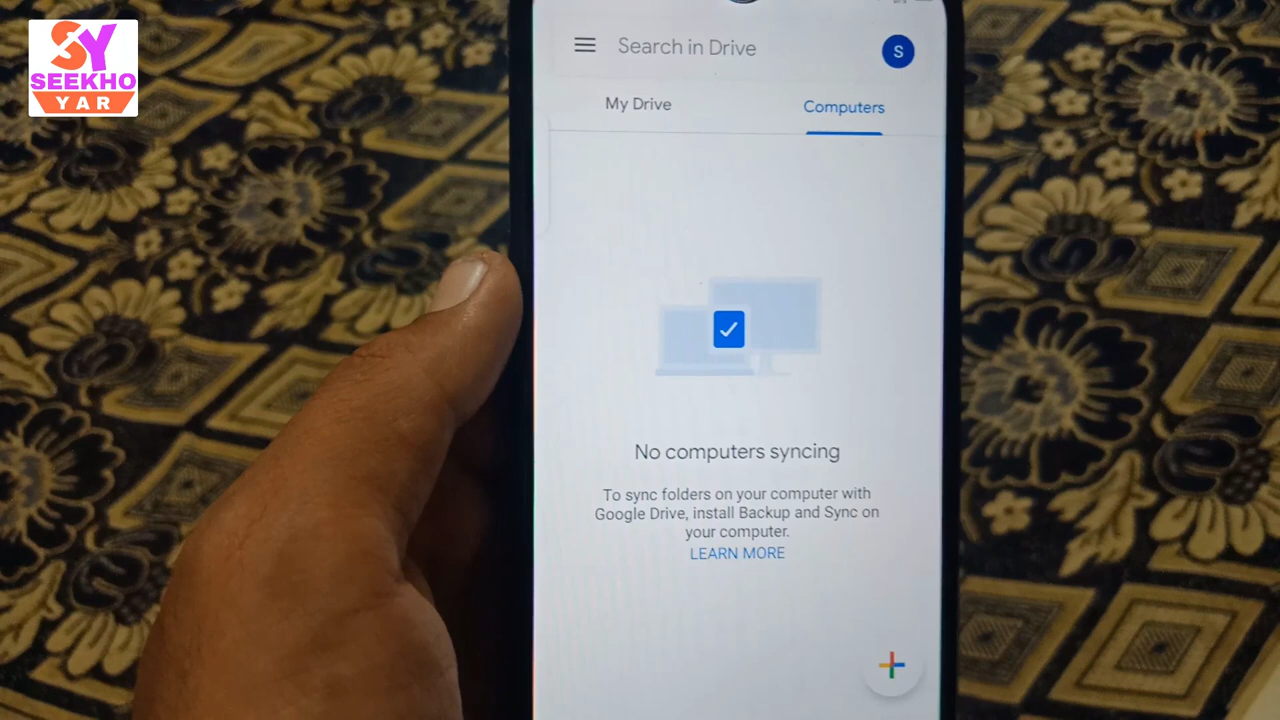 SY
SEEKHO
YAR
Search in Drive
S
My Drive
Computers
No computers syncing
To sync folders on your computer with
Google Drive, install Backup and Sync on
your computer.
LEARN MORE